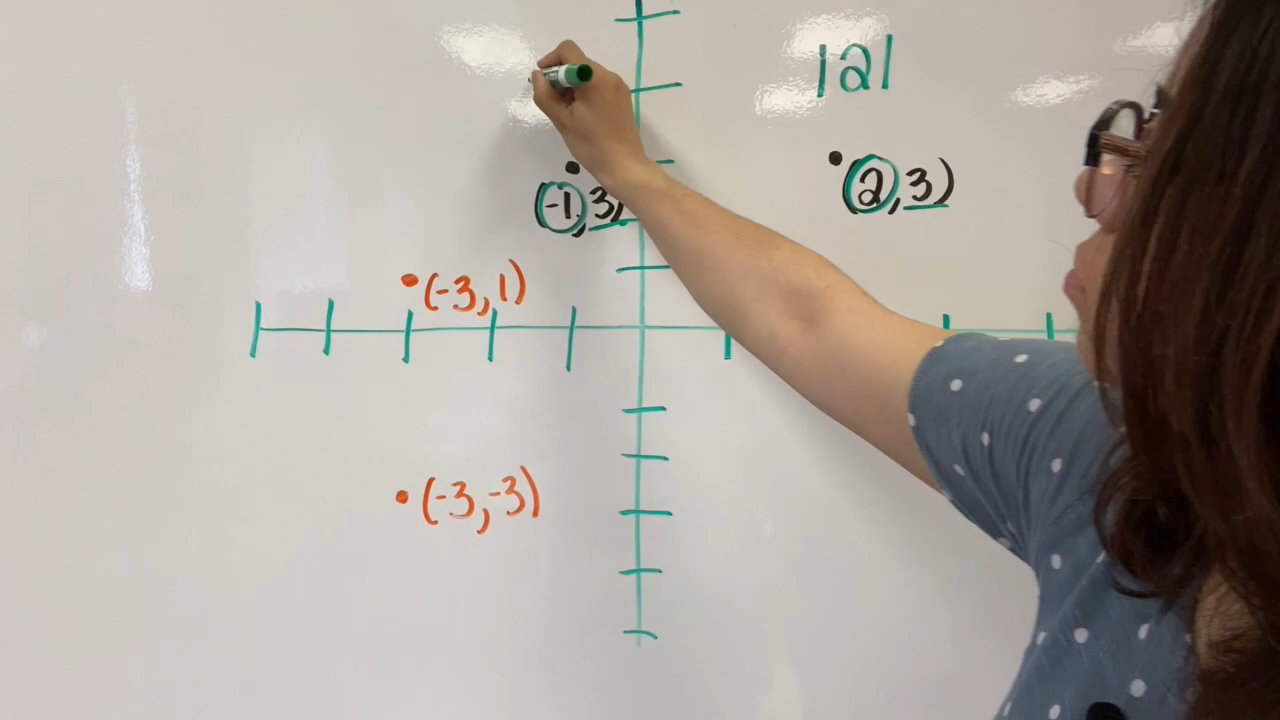 |2|
(-1,3) (2,3)
(-3,1)
(-3,-3)